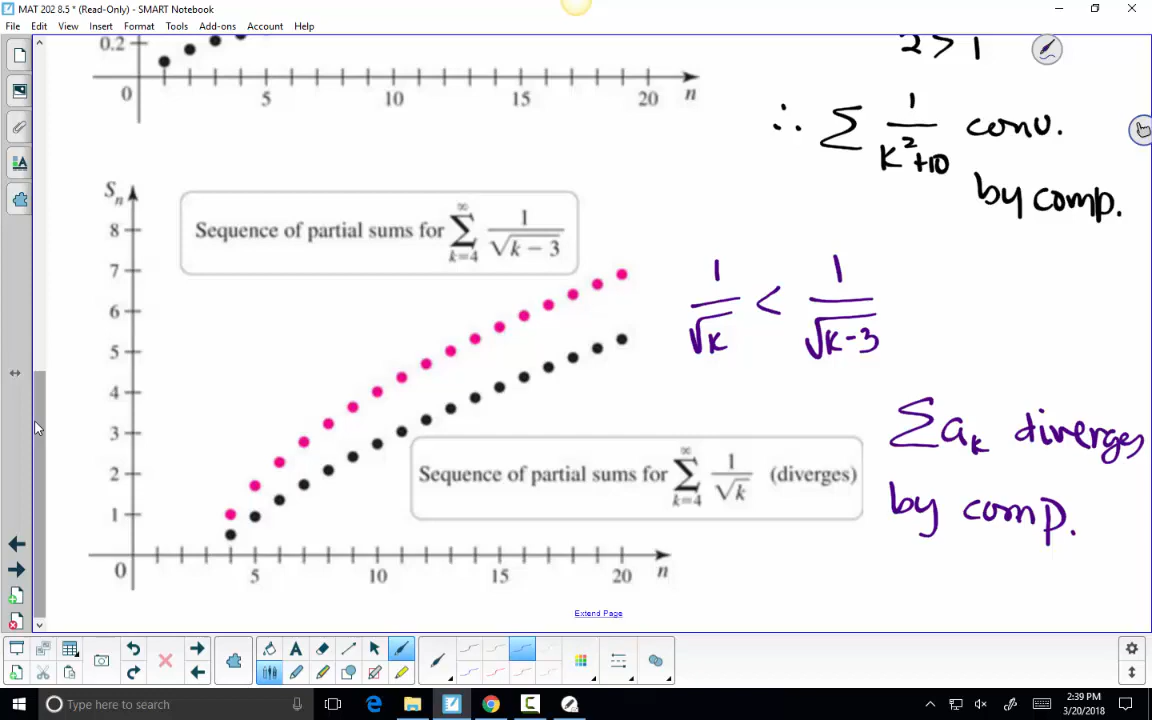 MAT 202 8.5 * (Read-Only) - SMART Notebook
File Edit View Insert Format Tools Add-ons Account Help
0.2
0 5 10 15 20 n
2 > 1
∴ ∑ 1/(k²+10) conv.
by comp.
Sₙ
Sequence of partial sums for ∑_{k=4}^{∞} 1/√(k − 3)
8
7
6
5
4
3
2
1
0 5 10 15 20 n
1/√k < 1/√(k-3)
Sequence of partial sums for ∑_{k=4}^{∞} 1/√k (diverges)
∑aₖ diverges
by comp.
Extend Page
Type here to search
2:39 PM
3/20/2018